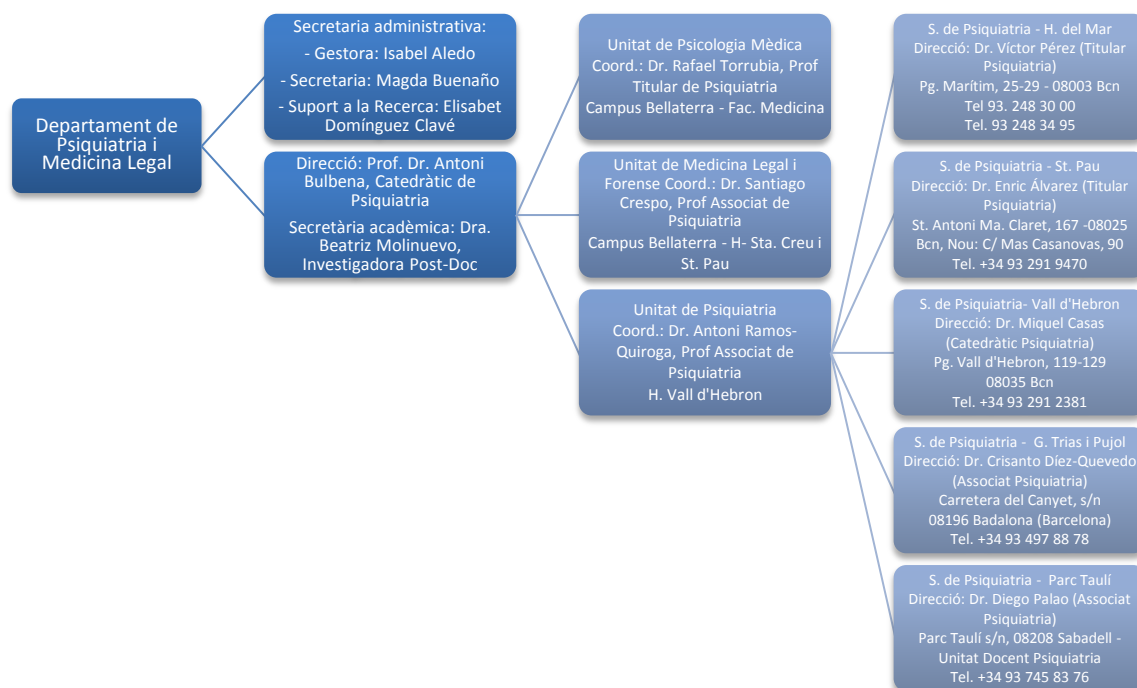 Departament de
Psiquiatria i
Medicina Legal
Secretaria administrativa:
- Gestora: Isabel Aledo
- Secretaria: Magda Buenaño
- Suport a la Recerca: Elisabet
Domínguez Clavé
Direcció: Prof. Dr. Antoni
Bulbena, Catedràtic de
Psiquiatria
Secretària acadèmica: Dra.
Beatriz Molinuevo,
Investigadora Post-Doc
Unitat de Psicologia Mèdica
Coord.: Dr. Rafael Torrubia, Prof
Titular de Psiquiatria
Campus Bellaterra - Fac. Medicina
Unitat de Medicina Legal i
Forense Coord.: Dr. Santiago
Crespo, Prof Associat de
Psiquiatria
Campus Bellaterra - H- Sta. Creu i
St. Pau
Unitat de Psiquiatria
Coord.: Dr. Antoni Ramos-
Quiroga, Prof Associat de
Psiquiatria
H. Vall d'Hebron
S. de Psiquiatria - H. del Mar
Direcció: Dr. Víctor Pérez (Titular
Psiquiatria)
Pg. Marítim, 25-29 - 08003 Bcn
Tel 93. 248 30 00
Tel. 93 248 34 95
S. de Psiquiatria - St. Pau
Direcció: Dr. Enric Álvarez (Titular
Psiquiatria)
St. Antoni Ma. Claret, 167 -08025
Bcn, Nou: C/ Mas Casanovas, 90
Tel. +34 93 291 9470
S. de Psiquiatria- Vall d'Hebron
Direcció: Dr. Miquel Casas
(Catedràtic Psiquiatria)
Pg. Vall d'Hebron, 119-129
08035 Bcn
Tel. +34 93 291 2381
S. de Psiquiatria - G. Trias i Pujol
Direcció: Dr. Crisanto Díez-Quevedo
(Associat Psiquiatria)
Carretera del Canyet, s/n
08196 Badalona (Barcelona)
Tel. +34 93 497 88 78
S. de Psiquiatria - Parc Taulí
Direcció: Dr. Diego Palao (Associat
Psiquiatria)
Parc Taulí s/n, 08208 Sabadell -
Unitat Docent Psiquiatria
Tel. +34 93 745 83 76